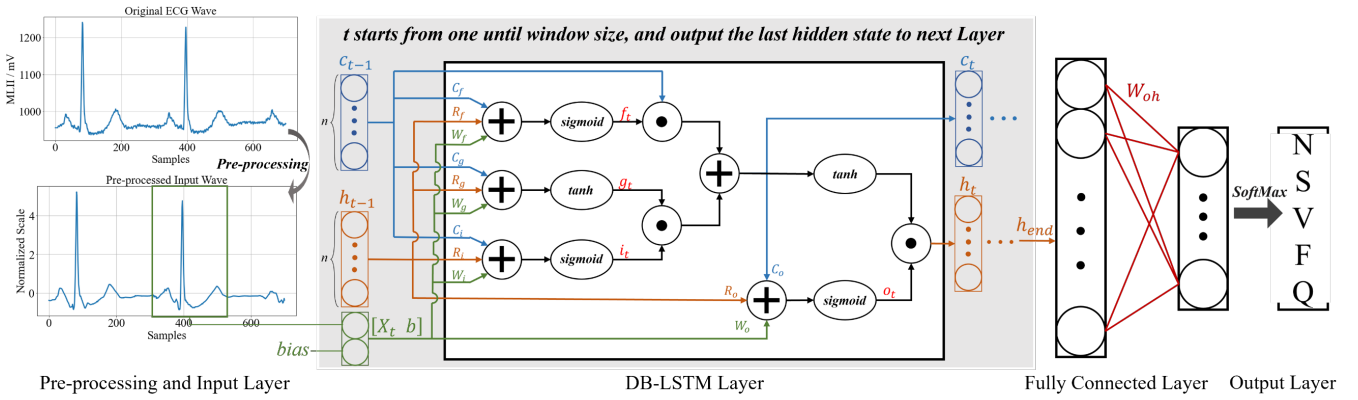 Original ECG Wave
1200
1100
1000
MLII / mV
0 200 400 600
Samples
Pre-processing
Pre-processed Input Wave
4
2
0
Normalized Scale
0 200 400 600
Samples
Pre-processing and Input Layer
t starts from one until window size, and output the last hidden state to next Layer
c_{t-1}
n
h_{t-1}
n
[X_t b]
bias
C_f
R_f
W_f
sigmoid
f_t
C_g
R_g
W_g
tanh
g_t
C_i
R_i
W_i
sigmoid
i_t
tanh
C_o
R_o
W_o
sigmoid
o_t
c_t
h_t
DB-LSTM Layer
h_{end}
W_{oh}
Fully Connected Layer
SoftMax
N
S
V
F
Q
Output Layer